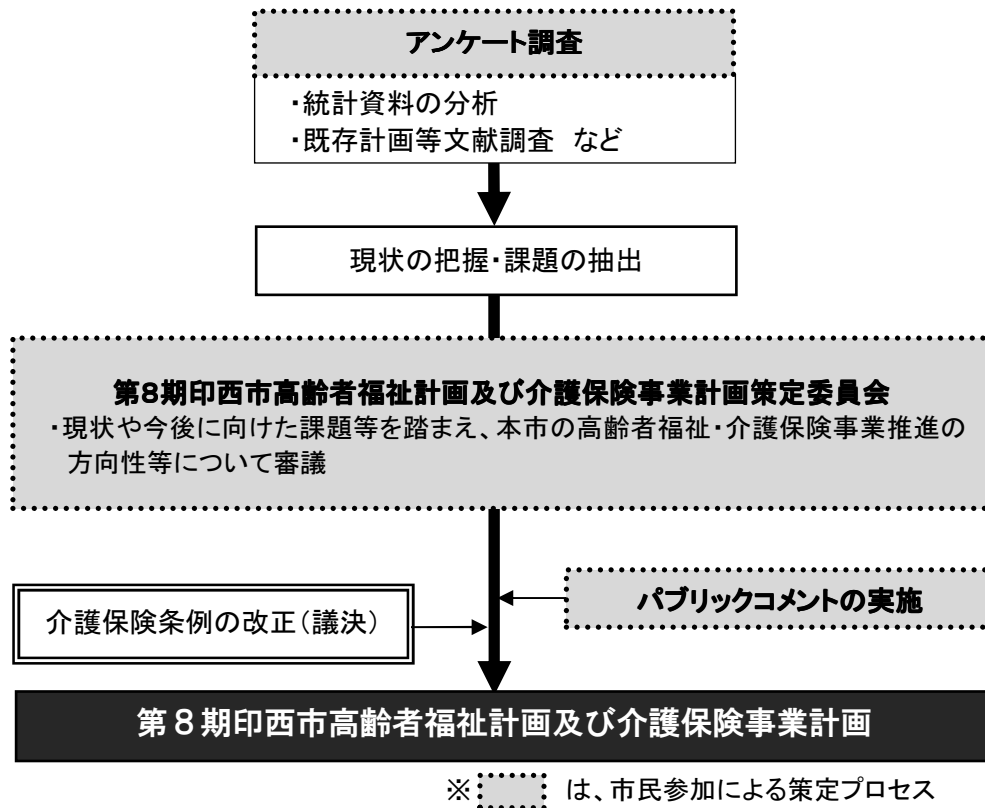 アンケート調査
・統計資料の分析
・既存計画等文献調査　など
現状の把握・課題の抽出
第8期印西市高齢者福祉計画及び介護保険事業計画策定委員会
・現状や今後に向けた課題等を踏まえ、本市の高齢者福祉・介護保険事業推進の
方向性等について審議
パブリックコメントの実施
介護保険条例の改正（議決）
第８期印西市高齢者福祉計画及び介護保険事業計画
※　　は、市民参加による策定プロセス